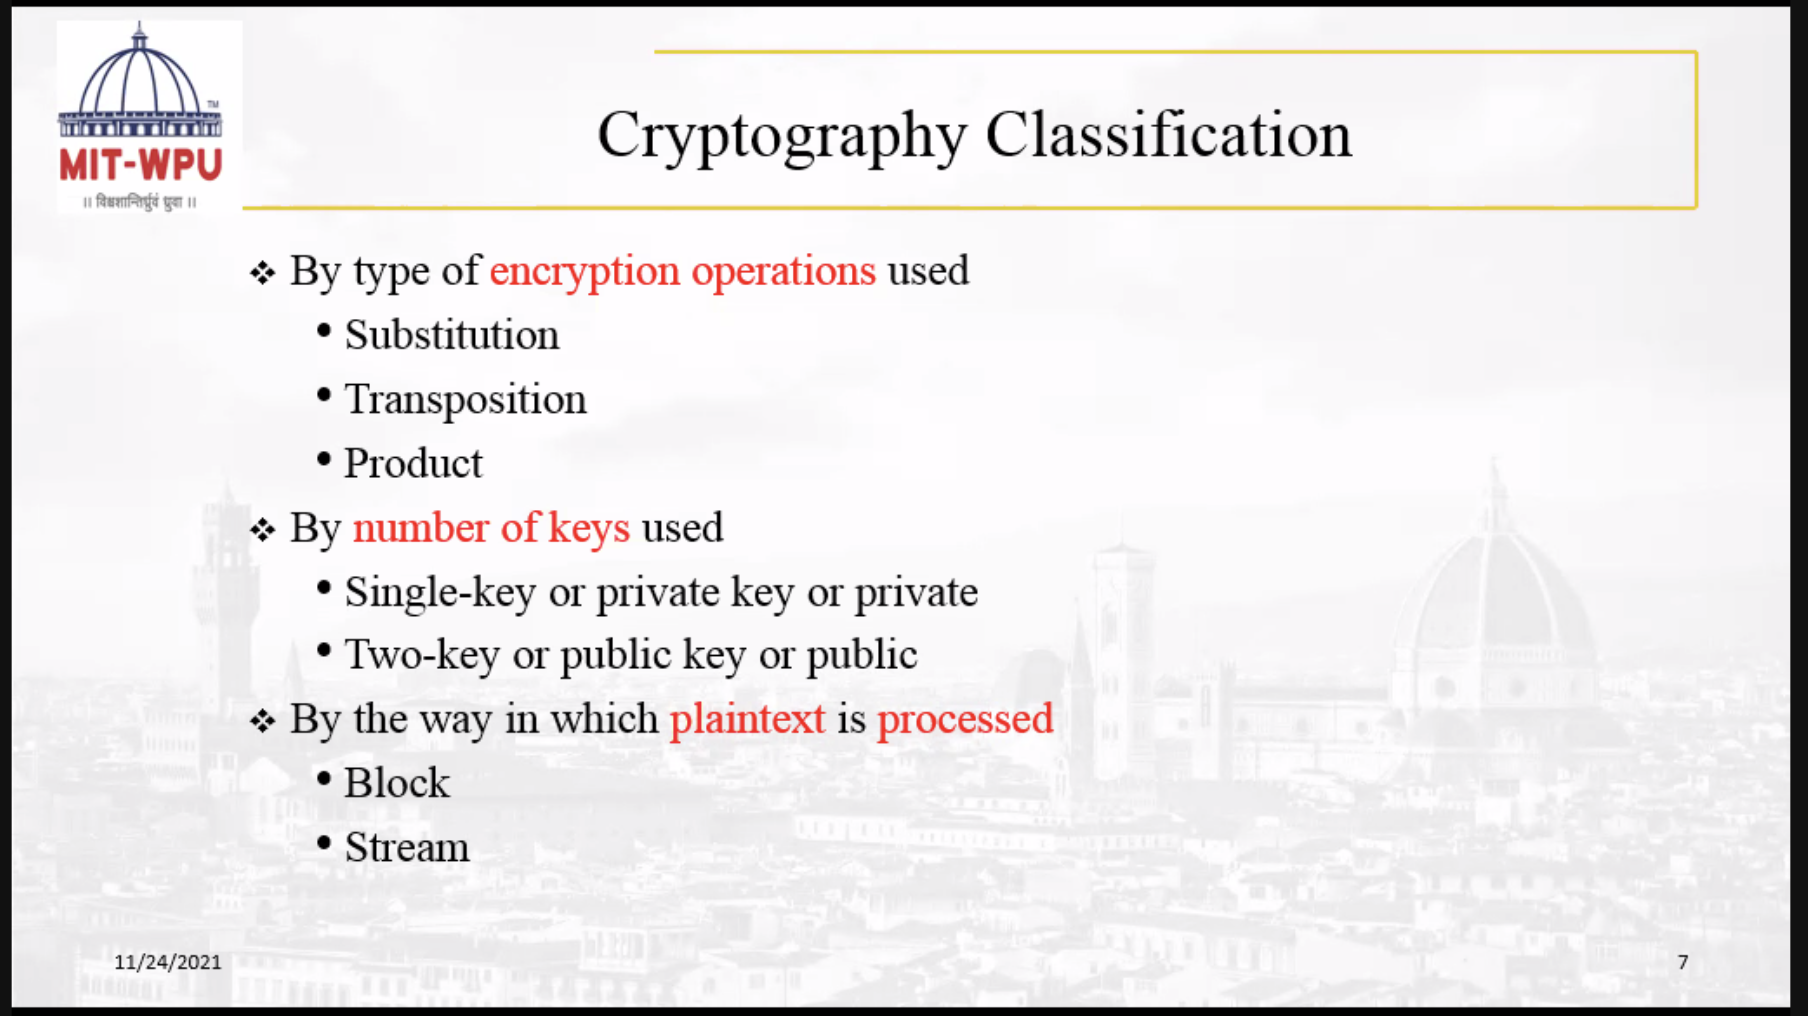 TM
MIT-WPU
॥ विश्वशान्तिर्ध्रुवं ध्रुवा ॥
Cryptography Classification
❖ By type of encryption operations used
• Substitution
• Transposition
• Product
❖ By number of keys used
• Single-key or private key or private
• Two-key or public key or public
❖ By the way in which plaintext is processed
• Block
• Stream
11/24/2021
7